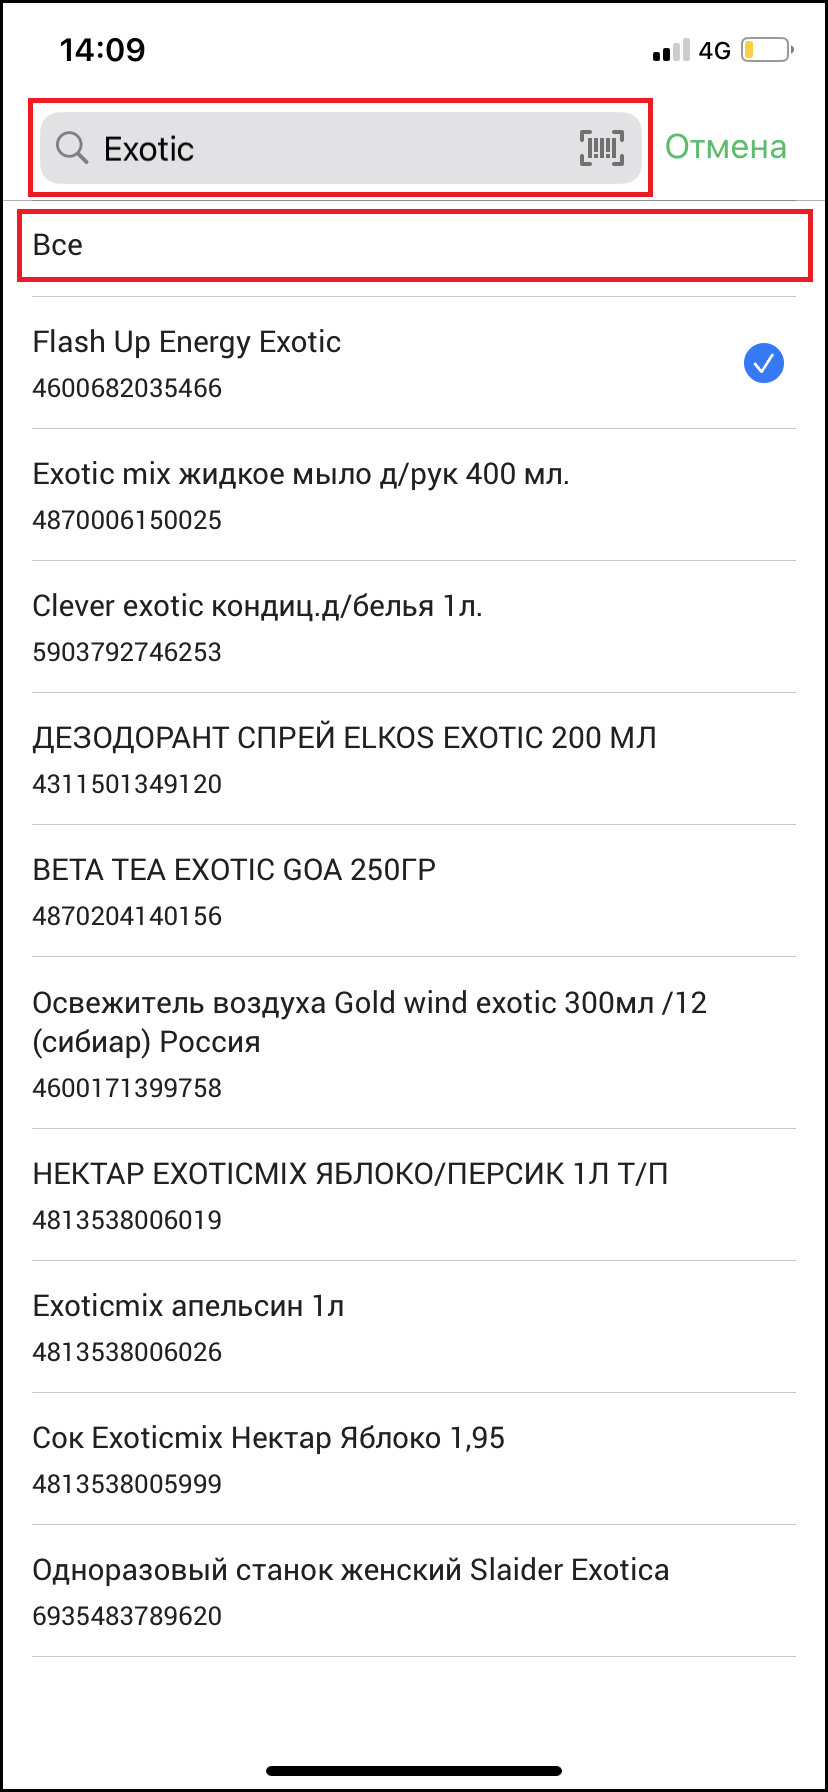 14:09
4G
Exotic
Отмена
Все
Flash Up Energy Exotic
4600682035466
Exotic mix жидкое мыло д/рук 400 мл.
4870006150025
Clever exotic кондиц.д/белья 1л.
5903792746253
ДЕЗОДОРАНТ СПРЕЙ ELKOS EXOTIC 200 МЛ
4311501349120
BETA TEA EXOTIC GOA 250ГР
4870204140156
Освежитель воздуха Gold wind exotic 300мл /12
(сибиар) Россия
4600171399758
НЕКТАР EXOTICMIX ЯБЛОКО/ПЕРСИК 1Л Т/П
4813538006019
Exoticmix апельсин 1л
4813538006026
Сок Exoticmix Нектар Яблоко 1,95
4813538005999
Одноразовый станок женский Slaider Exotica
6935483789620